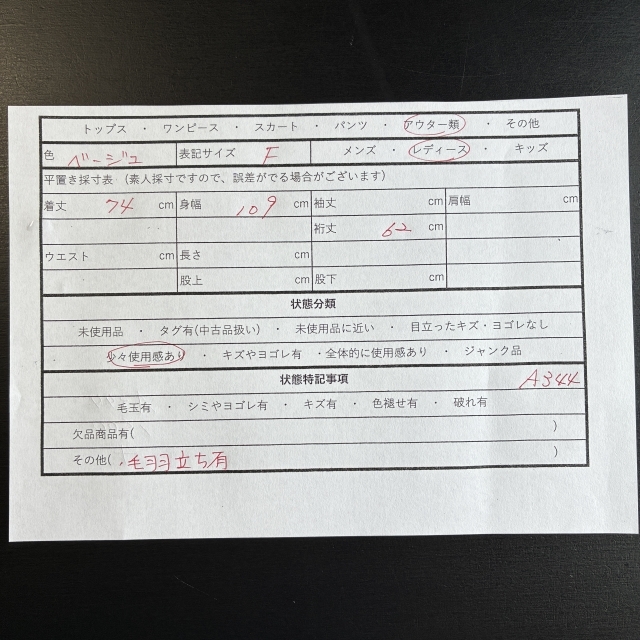 トップス ・ ワンピース ・ スカート ・ パンツ ・ アウター類 ・ その他
色 ベージュ 表記サイズ F メンズ ・ レディース ・ キッズ
平置き採寸表 (素人採寸ですので、誤差がでる場合がございます)
着丈 74 cm 身幅 109 cm 袖丈 cm 肩幅 cm
裄丈 62 cm
ウエスト cm 長さ cm
股上 cm 股下 cm
状態分類
未使用品 ・ タグ有(中古品扱い) ・ 未使用品に近い ・ 目立ったキズ・ヨゴレなし
少々使用感あり ・ キズやヨゴレ有 ・全体的に使用感あり ・ ジャンク品
状態特記事項 A344
毛玉有 ・ シミやヨゴレ有 ・ キズ有 ・ 色褪せ有 ・ 破れ有
欠品商品有( )
その他( 毛羽立ち有 )